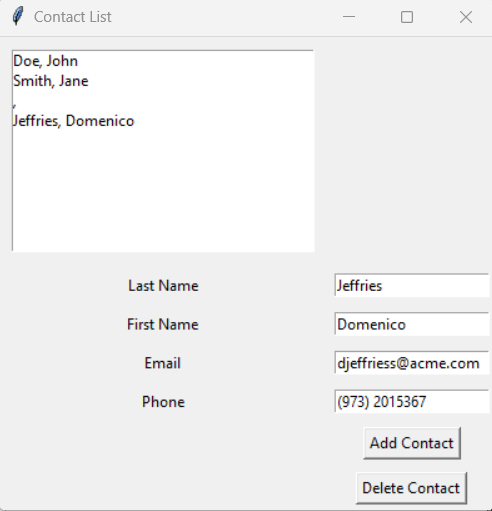 Contact List
Doe, John
Smith, Jane
,
Jeffries, Domenico
Last Name Jeffries
First Name Domenico
Email djeffriess@acme.com
Phone (973) 2015367
Add Contact
Delete Contact